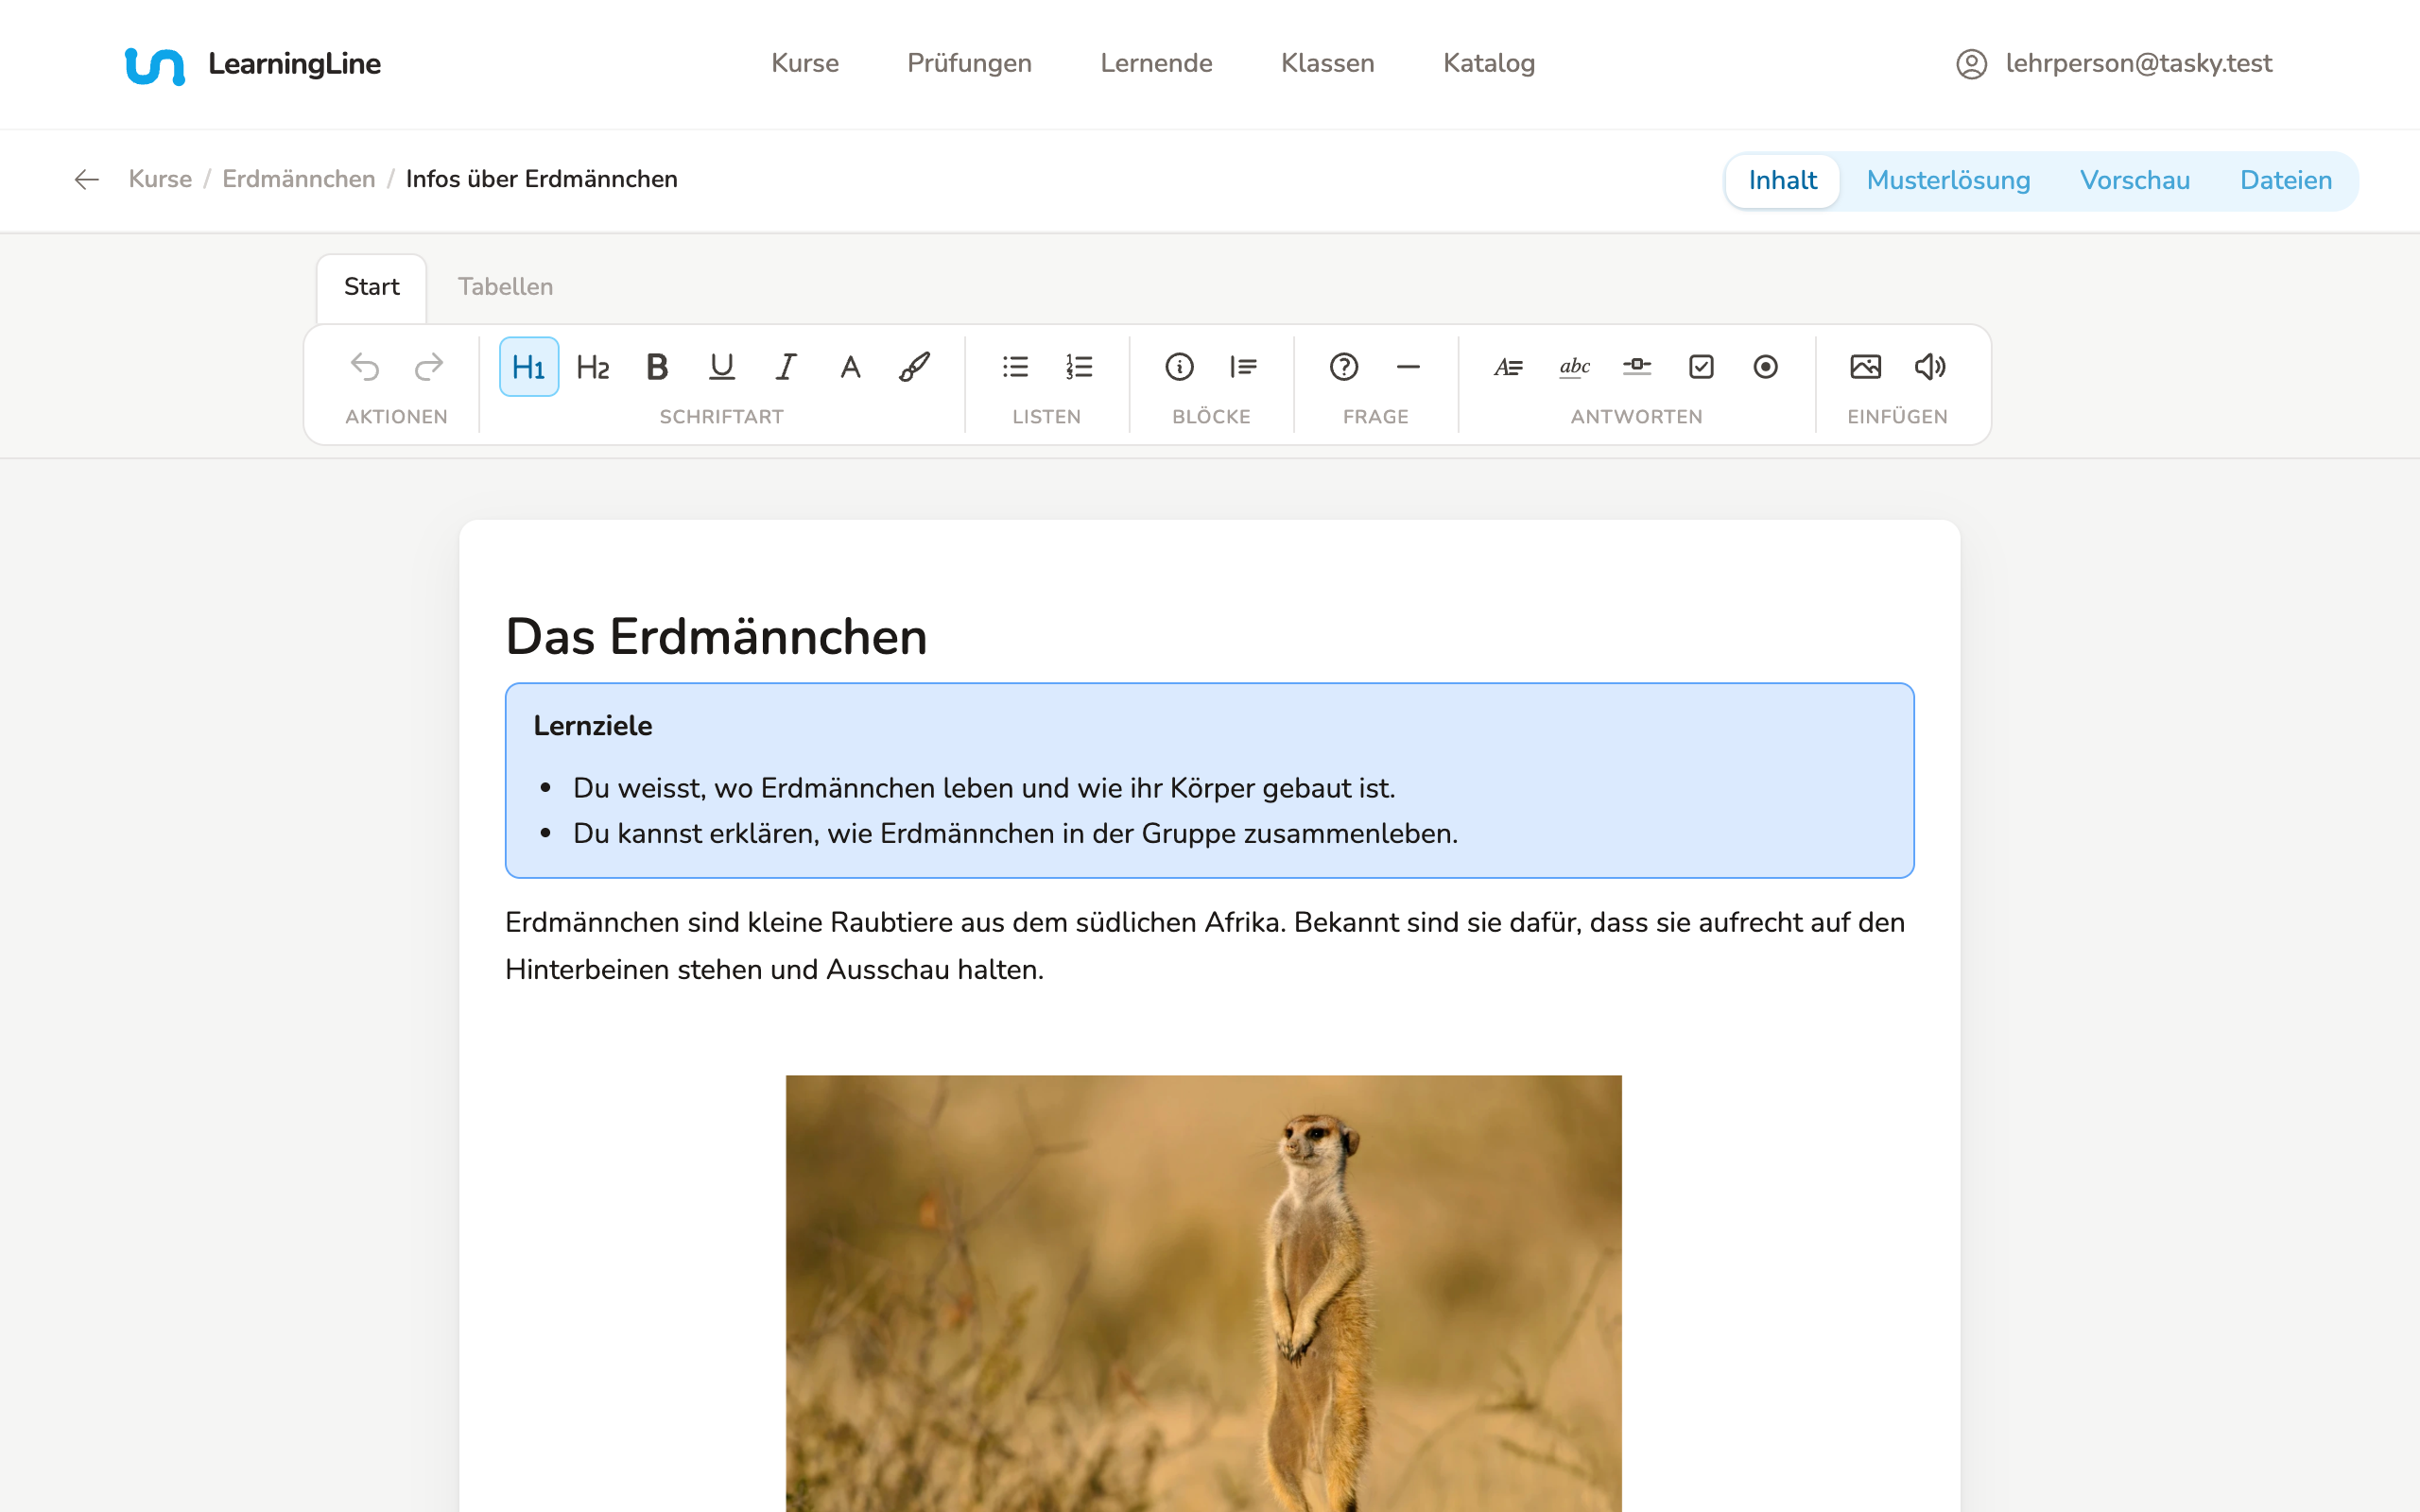 LearningLine
Kurse
Prüfungen
Lernende
Klassen
Katalog
lehrperson@tasky.test
Kurse / Erdmännchen / Infos über Erdmännchen
Inhalt
Musterlösung
Vorschau
Dateien
Start
Tabellen
H1
H2
B
U
I
A
1
2
3
i
?
A
abc
AKTIONEN
SCHRIFTART
LISTEN
BLÖCKE
FRAGE
ANTWORTEN
EINFÜGEN
Das Erdmännchen
Lernziele
• Du weisst, wo Erdmännchen leben und wie ihr Körper gebaut ist.
• Du kannst erklären, wie Erdmännchen in der Gruppe zusammenleben.
Erdmännchen sind kleine Raubtiere aus dem südlichen Afrika. Bekannt sind sie dafür, dass sie aufrecht auf den
Hinterbeinen stehen und Ausschau halten.